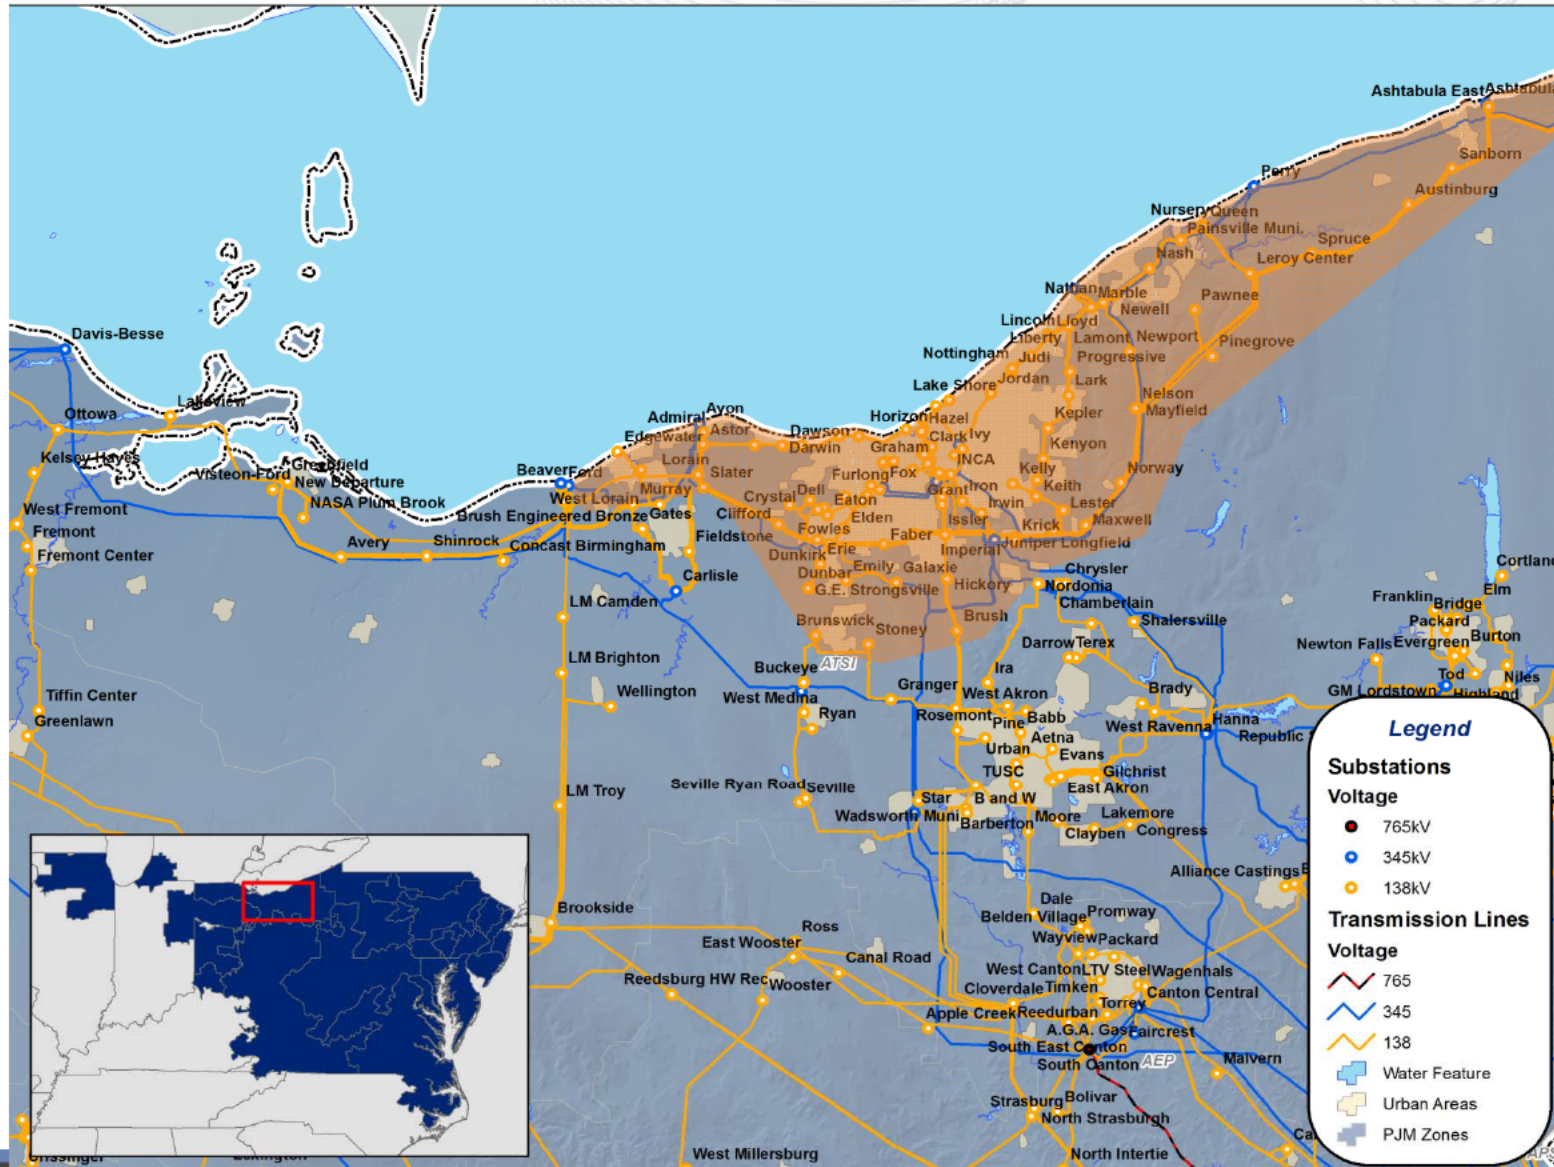 Ashtabula East
Ashtabula
Sanborn
Perry
Austinburg
Nursery
Queen
Painsville Muni.
Spruce
Nash
Leroy Center
Nathan
Marble
Pawnee
Newell
Davis-Besse
Lincoln
Lloyd
Liberty
Lamont
Newport
Pinegrove
Nottingham
Judi
Progressive
Jordan
Lark
Lake Shore
Nelson
Lakeview
Ottowa
Admiral
Avon
Horizon
Hazel
Kepler
Mayfield
Edgewater
Astor
Dawson
Clark
Ivy
Darwin
Graham
Kenyon
Kelsey-Hayes
Greenfield
Lorain
INCA
Visteon-Ford
New Departure
Beaver
Ford
Slater
Furlong
Fox
Kelly
Norway
NASA Plum Brook
West Lorain
Murray
Crystal
Dell
Eaton
Grant
Iron
Keith
West Fremont
Brush Engineered Bronze
Gates
Clifford
Elden
Irwin
Lester
Fremont
Fowles
Issler
Krick
Maxwell
Avery
Shinrock
Concast Birmingham
Fieldstone
Faber
Fremont Center
Dunkirk
Erie
Imperial
Juniper
Longfield
Dunbar
Emily
Galaxie
Chrysler
Cortland
Carlisle
G.E. Strongsville
Hickory
Nordonia
Elm
LM Camden
Chamberlain
Franklin
Bridge
Brunswick
Brush
Shalersville
Packard
Stoney
Darrow
Terex
Newton Falls
Evergreen
Burton
LM Brighton
Buckeye
ATSI
Ira
Tod
Niles
Tiffin Center
Wellington
West Medina
Granger
West Akron
Brady
GM Lordstown
Highland
Greenlawn
Ryan
Rosemont
Pine
Babb
West Ravenna
Hanna
Aetna
Republic
Urban
Evans
TUSC
Gilchrist
LM Troy
Seville Ryan Road
Seville
East Akron
Star
B and W
Wadsworth Muni
Barberton
Moore
Lakemore
Clayben
Congress
Alliance Castings
Brookside
Dale
Belden Village
Promway
Ross
East Wooster
Wayview
Packard
Canal Road
West Canton
LTV Steel
Wagenhals
Reedsburg HW Rec
Wooster
Cloverdale
Timken
Canton Central
Torrey
Apple Creek
Reedurban
A.G.A. Gas
Faircrest
South East Canton
South Canton
AEP
Malvern
Strasburg
Bolivar
North Strasburgh
West Millersburg
North Intertie
Legend
Substations
Voltage
765kV
345kV
138kV
Transmission Lines
Voltage
765
345
138
Water Feature
Urban Areas
PJM Zones